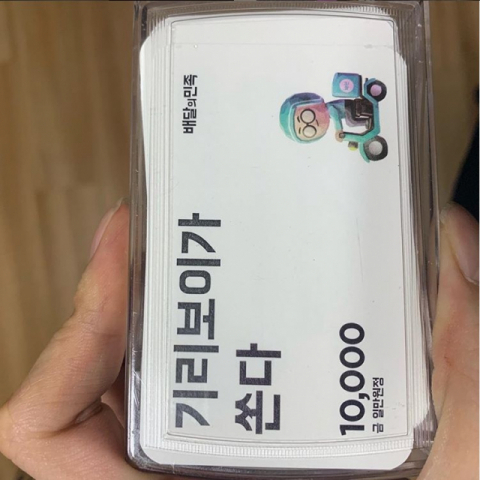 배달의민족
기리보이가
쏜다
10,000
금 일만원정